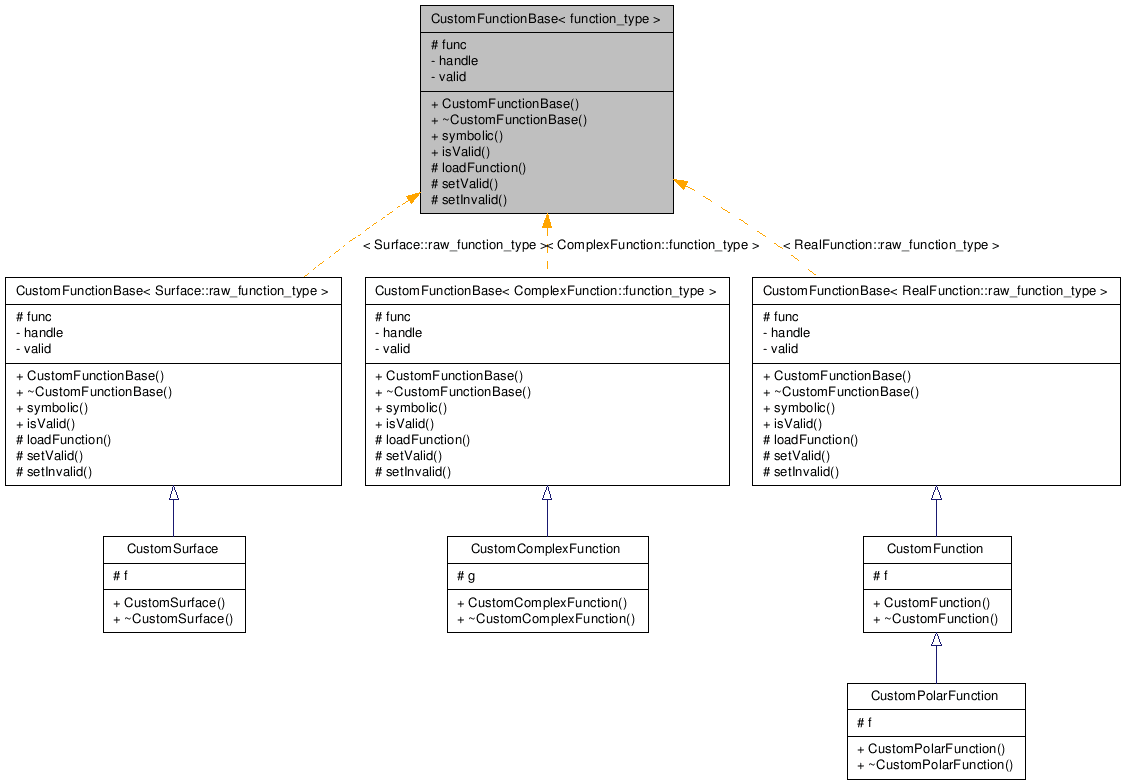 CustomFunctionBase< function_type >
# func
- handle
- valid
+ CustomFunctionBase()
+ ~CustomFunctionBase()
+ symbolic()
+ isValid()
# loadFunction()
# setValid()
# setInvalid()
< Surface::raw_function_type >
< ComplexFunction::function_type >
< RealFunction::raw_function_type >
CustomFunctionBase< Surface::raw_function_type >
# func
- handle
- valid
+ CustomFunctionBase()
+ ~CustomFunctionBase()
+ symbolic()
+ isValid()
# loadFunction()
# setValid()
# setInvalid()
CustomFunctionBase< ComplexFunction::function_type >
# func
- handle
- valid
+ CustomFunctionBase()
+ ~CustomFunctionBase()
+ symbolic()
+ isValid()
# loadFunction()
# setValid()
# setInvalid()
CustomFunctionBase< RealFunction::raw_function_type >
# func
- handle
- valid
+ CustomFunctionBase()
+ ~CustomFunctionBase()
+ symbolic()
+ isValid()
# loadFunction()
# setValid()
# setInvalid()
CustomSurface
# f
+ CustomSurface()
+ ~CustomSurface()
CustomComplexFunction
# g
+ CustomComplexFunction()
+ ~CustomComplexFunction()
CustomFunction
# f
+ CustomFunction()
+ ~CustomFunction()
CustomPolarFunction
# f
+ CustomPolarFunction()
+ ~CustomPolarFunction()